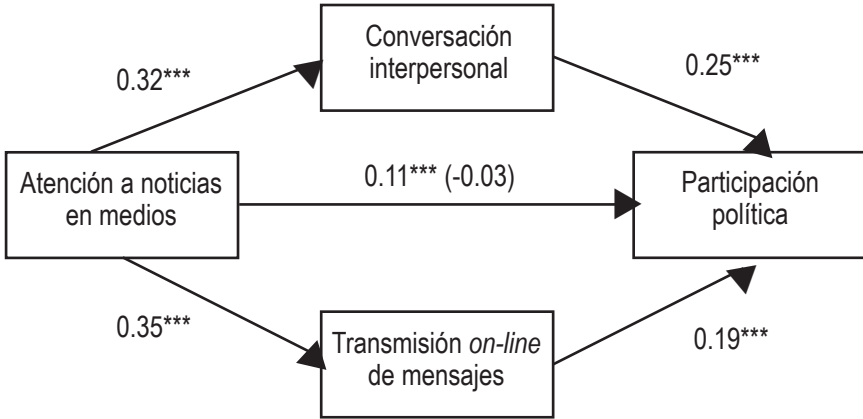 Conversación
interpersonal
0.32***
0.25***
Atención a noticias
en medios
0.11*** (-0.03)
Participación
política
0.35***
Transmisión on-line
de mensajes
0.19***